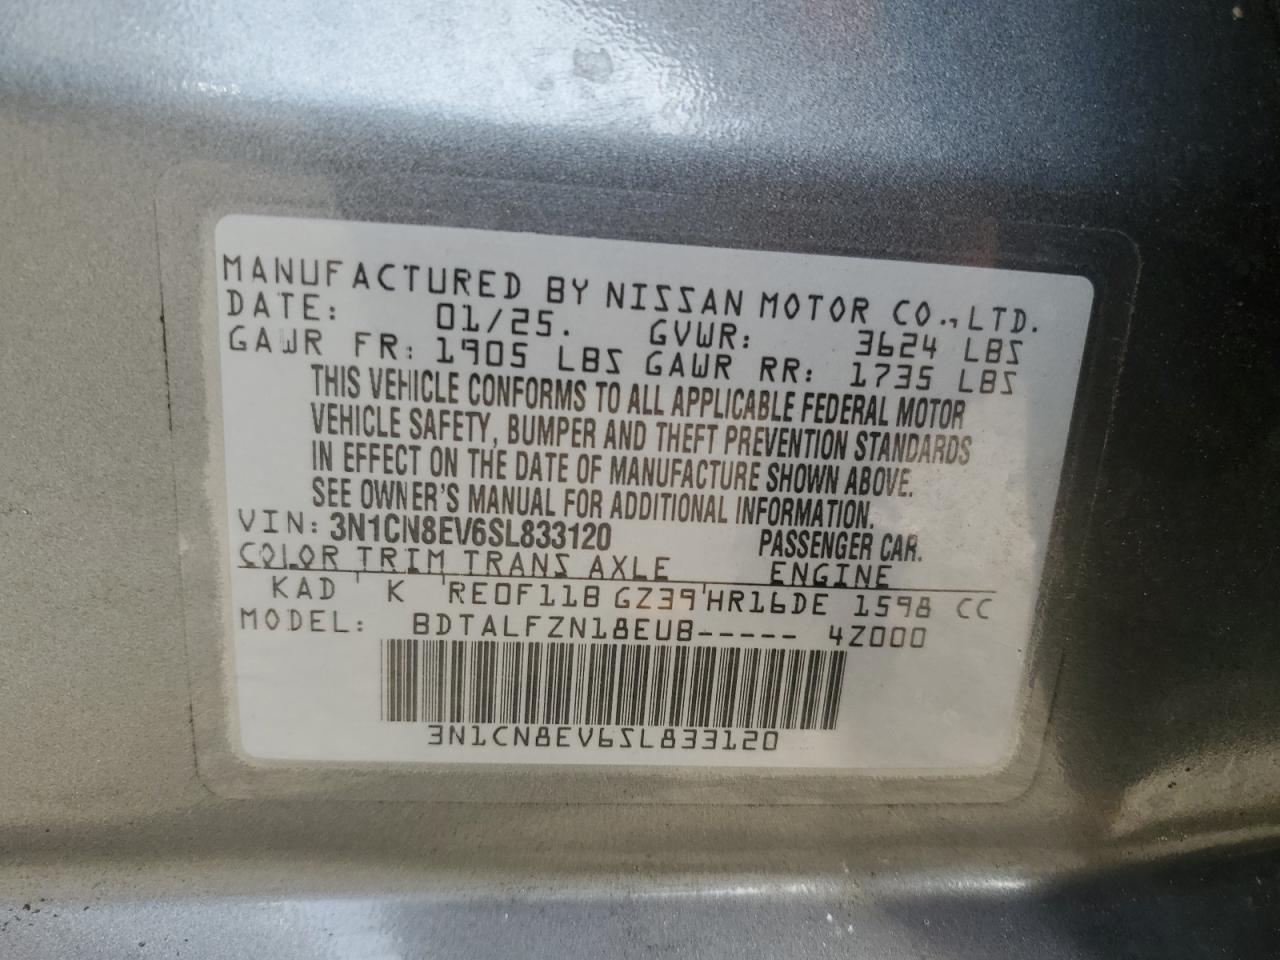 MANUFACTURED BY NISSAN MOTOR CO., LTD.
DATE: 01/25. GVWR: 3624 LBS
GAWR FR: 1905 LBS GAWR RR: 1735 LBS
THIS VEHICLE CONFORMS TO ALL APPLICABLE FEDERAL MOTOR
VEHICLE SAFETY, BUMPER AND THEFT PREVENTION STANDARDS
IN EFFECT ON THE DATE OF MANUFACTURE SHOWN ABOVE.
SEE OWNER'S MANUAL FOR ADDITIONAL INFORMATION.
VIN: 3N1CN8EV6SL833120 PASSENGER CAR.
COLOR TRIM TRANS AXLE ENGINE
KAD K RE0F11B GZ39 HR16DE 1598 CC
MODEL: BDTALFZN18EUB----- 4Z000
3N1CN8EV6SL833120